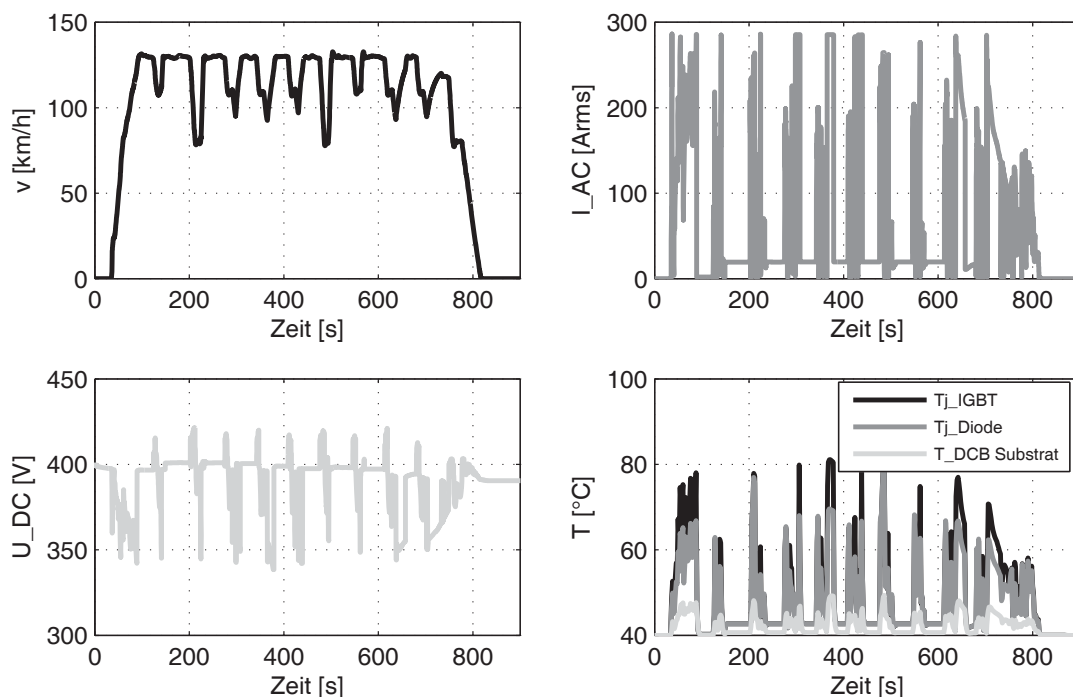 150
100
50
0
v [km/h]
0 200 400 600 800
Zeit [s]
300
200
100
0
I_AC [Arms]
0 200 400 600 800
Zeit [s]
450
400
350
300
U_DC [V]
0 200 400 600 800
Zeit [s]
100
80
60
40
T [°C]
Tj_IGBT
Tj_Diode
T_DCB Substrat
0 200 400 600 800
Zeit [s]